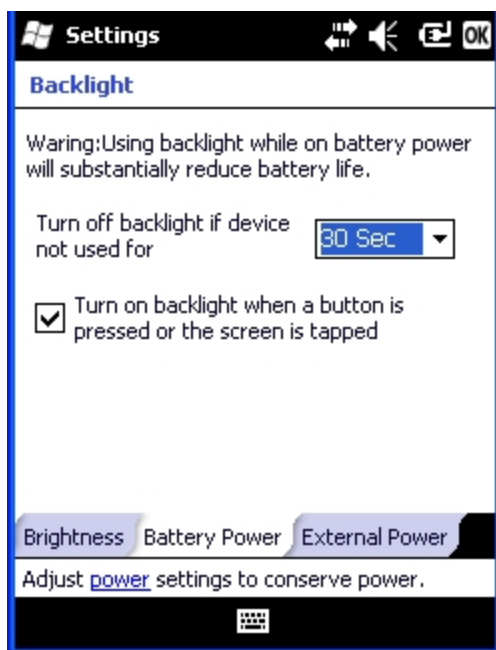 Settings
OK
Backlight
Waring:Using backlight while on battery power
will substantially reduce battery life.
Turn off backlight if device
not used for
30 Sec
Turn on backlight when a button is
pressed or the screen is tapped
Brightness Battery Power External Power
Adjust power settings to conserve power.